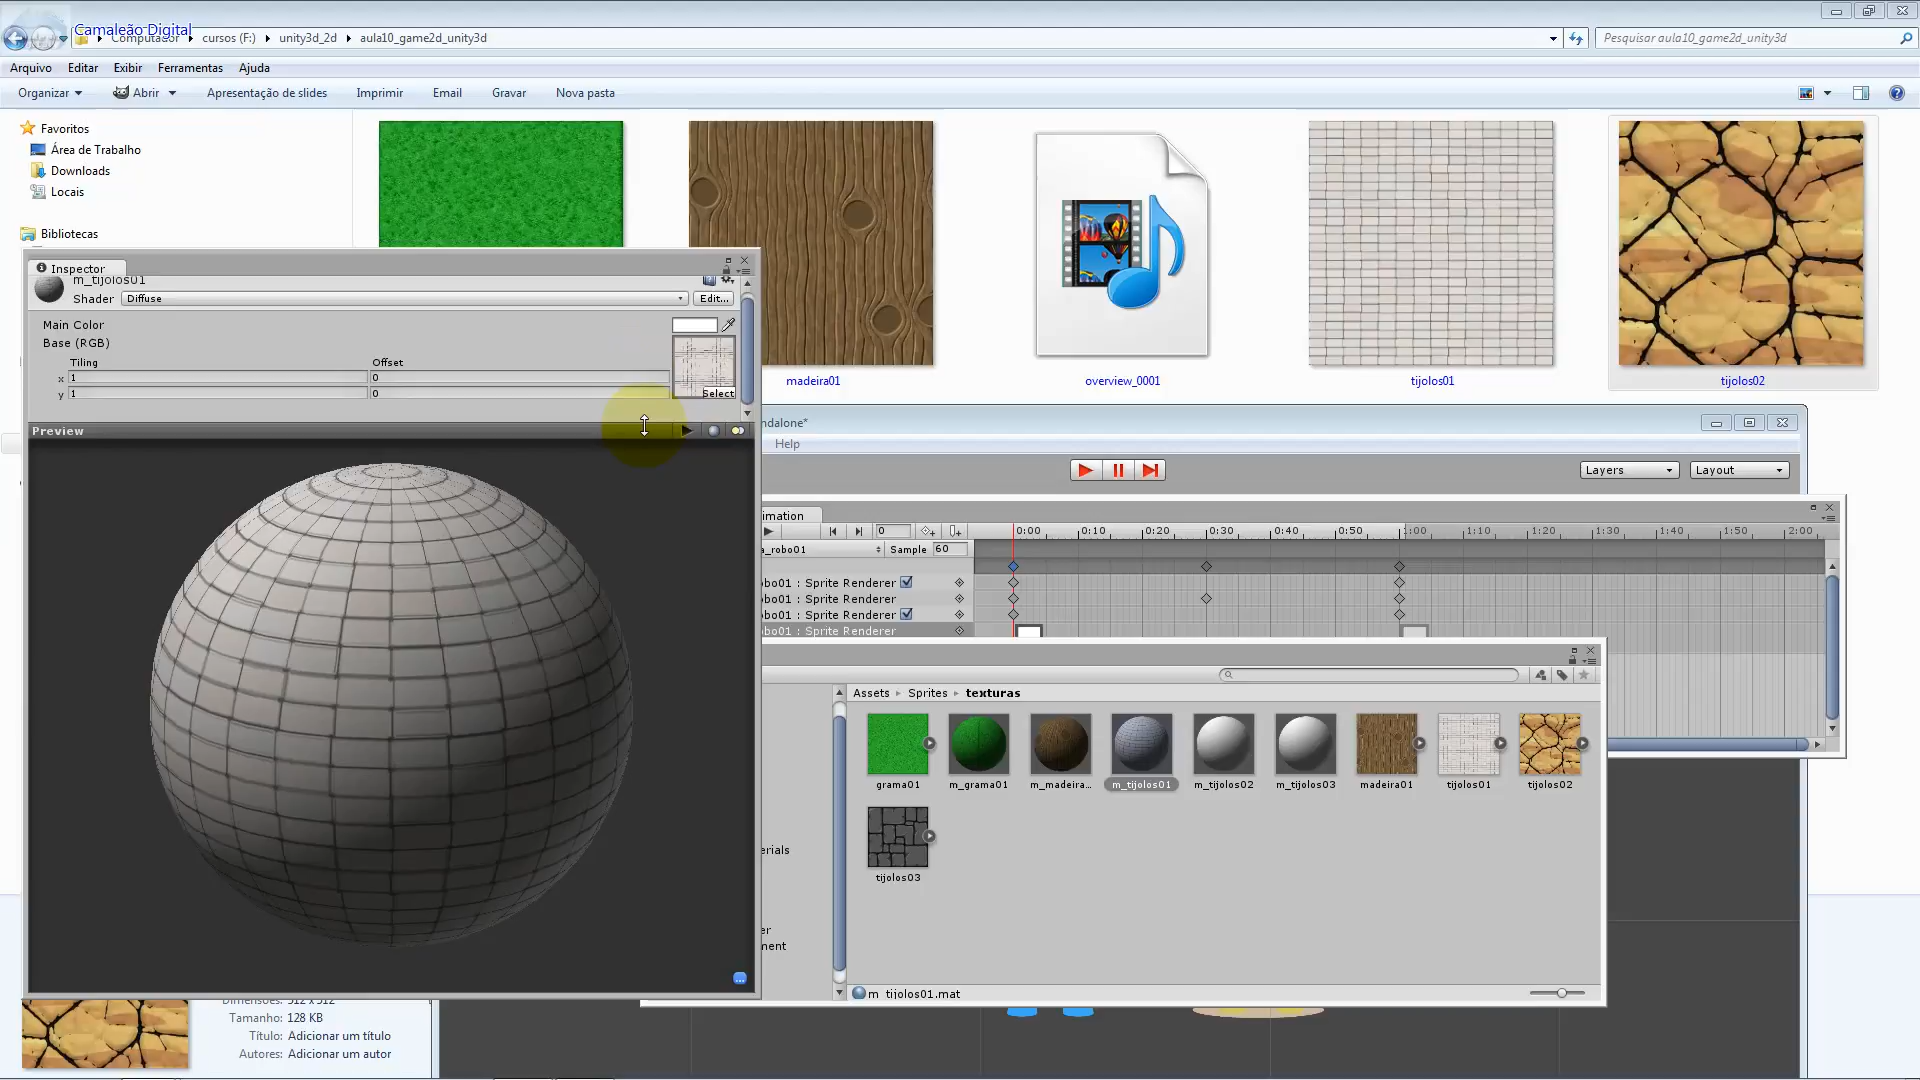 Camaleão Digital
Computador cursos (F:) unity3d_2d aula10_game2d_unity3d
Pesquisar aula10_game2d_unity3d
Arquivo Editar Exibir Ferramentas Ajuda
Organizar Abrir Apresentação de slides Imprimir Email Gravar Nova pasta
Favoritos
Área de Trabalho
Downloads
Locais
Bibliotecas
madeira01
overview_0001
tijolos01
tijolos02
Inspector
m_tijolos01
Shader Diffuse Edit...
Main Color
Base (RGB)
Tiling Offset
x 1 0
y 1 0
Select
Preview
ndalone*
Help
Layers Layout
imation
0 0:00 0:10 0:20 0:30 0:40 0:50 1:00 1:10 1:20 1:30 1:40 1:50 2:00
a_robo01 Sample 60
obo01 : Sprite Renderer
obo01 : Sprite Renderer
obo01 : Sprite Renderer
obo01 : Sprite Renderer
Assets Sprites texturas
grama01 m_grama01 m_madeira... m_tijolos01 m_tijolos02 m_tijolos03 madeira01 tijolos01 tijolos02
tijolos03
erials
er
ment
m_tijolos01.mat
Dimensões: 512 x 512
Tamanho: 128 KB
Título: Adicionar um título
Autores: Adicionar um autor